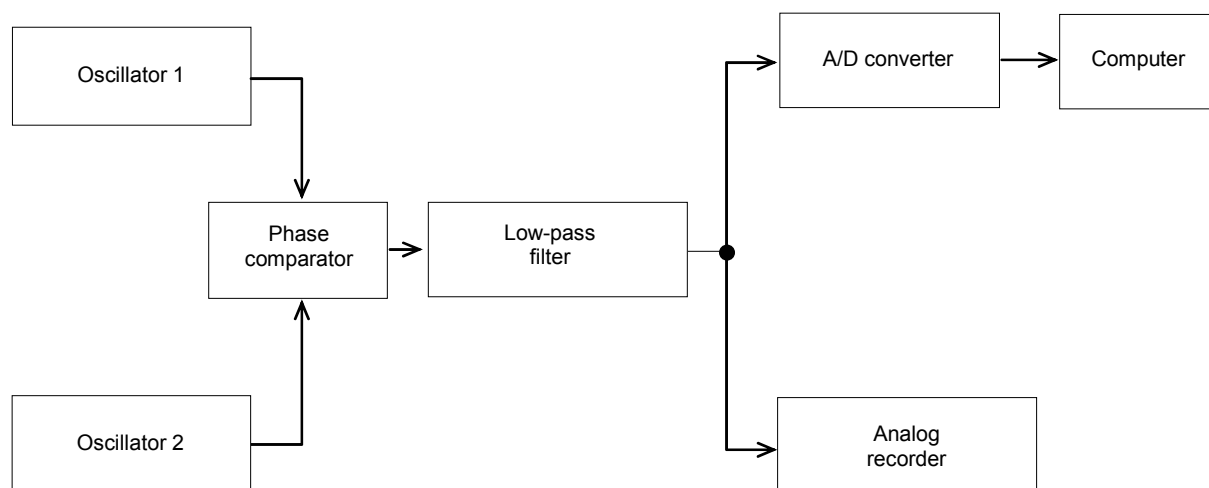 Oscillator 1
A/D converter
Computer
Phase
comparator
Low-pass
filter
Oscillator 2
Analog
recorder